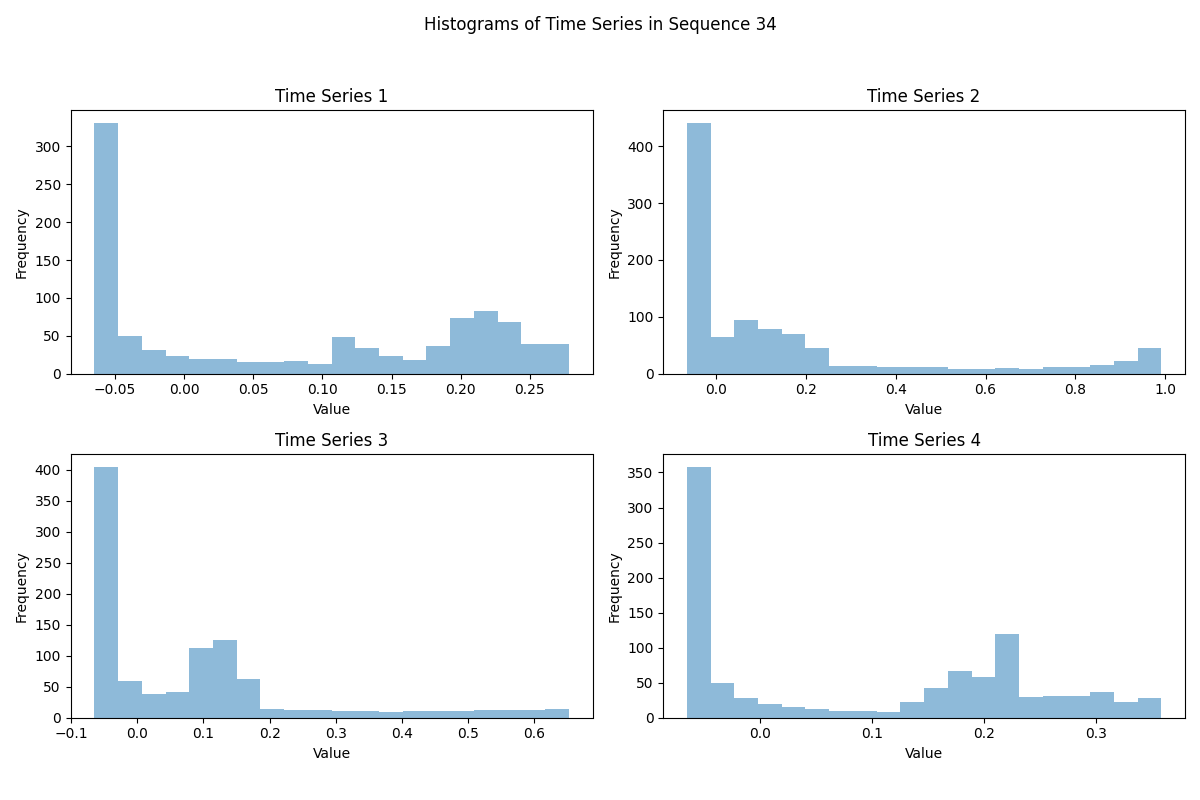 Histograms of Time Series in Sequence 34
Time Series 1
Frequency
300
250
200
150
100
50
0
−0.05 0.00 0.05 0.10 0.15 0.20 0.25
Value
Time Series 2
Frequency
400
300
200
100
0
0.0 0.2 0.4 0.6 0.8 1.0
Value
Time Series 3
Frequency
400
350
300
250
200
150
100
50
0
−0.1 0.0 0.1 0.2 0.3 0.4 0.5 0.6
Value
Time Series 4
Frequency
350
300
250
200
150
100
50
0
0.0 0.1 0.2 0.3
Value